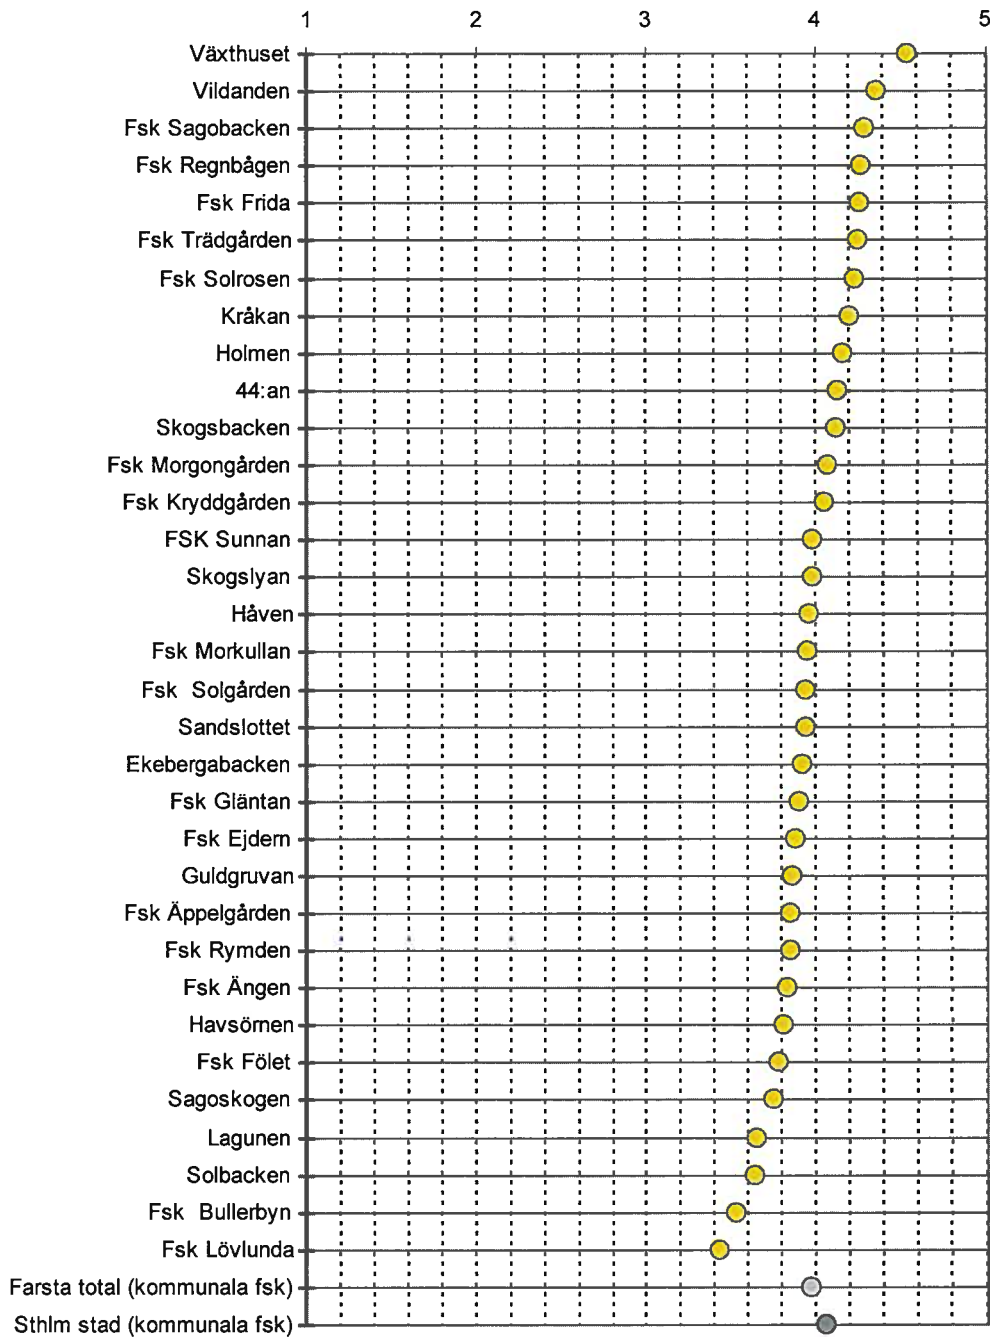 1 2 3 4 5
Växthuset
Vildanden
Fsk Sagobacken
Fsk Regnbågen
Fsk Frida
Fsk Trädgården
Fsk Solrosen
Kråkan
Holmen
44:an
Skogsbacken
Fsk Morgongården
Fsk Kryddgården
FSK Sunnan
Skogslyan
Håven
Fsk Morkullan
Fsk Solgården
Sandslottet
Ekebergabacken
Fsk Gläntan
Fsk Ejdern
Guldgruvan
Fsk Äppelgården
Fsk Rymden
Fsk Ängen
Havsörnen
Fsk Fölet
Sagoskogen
Lagunen
Solbacken
Fsk Bullerbyn
Fsk Lövlunda
Farsta total (kommunala fsk)
Sthlm stad (kommunala fsk)